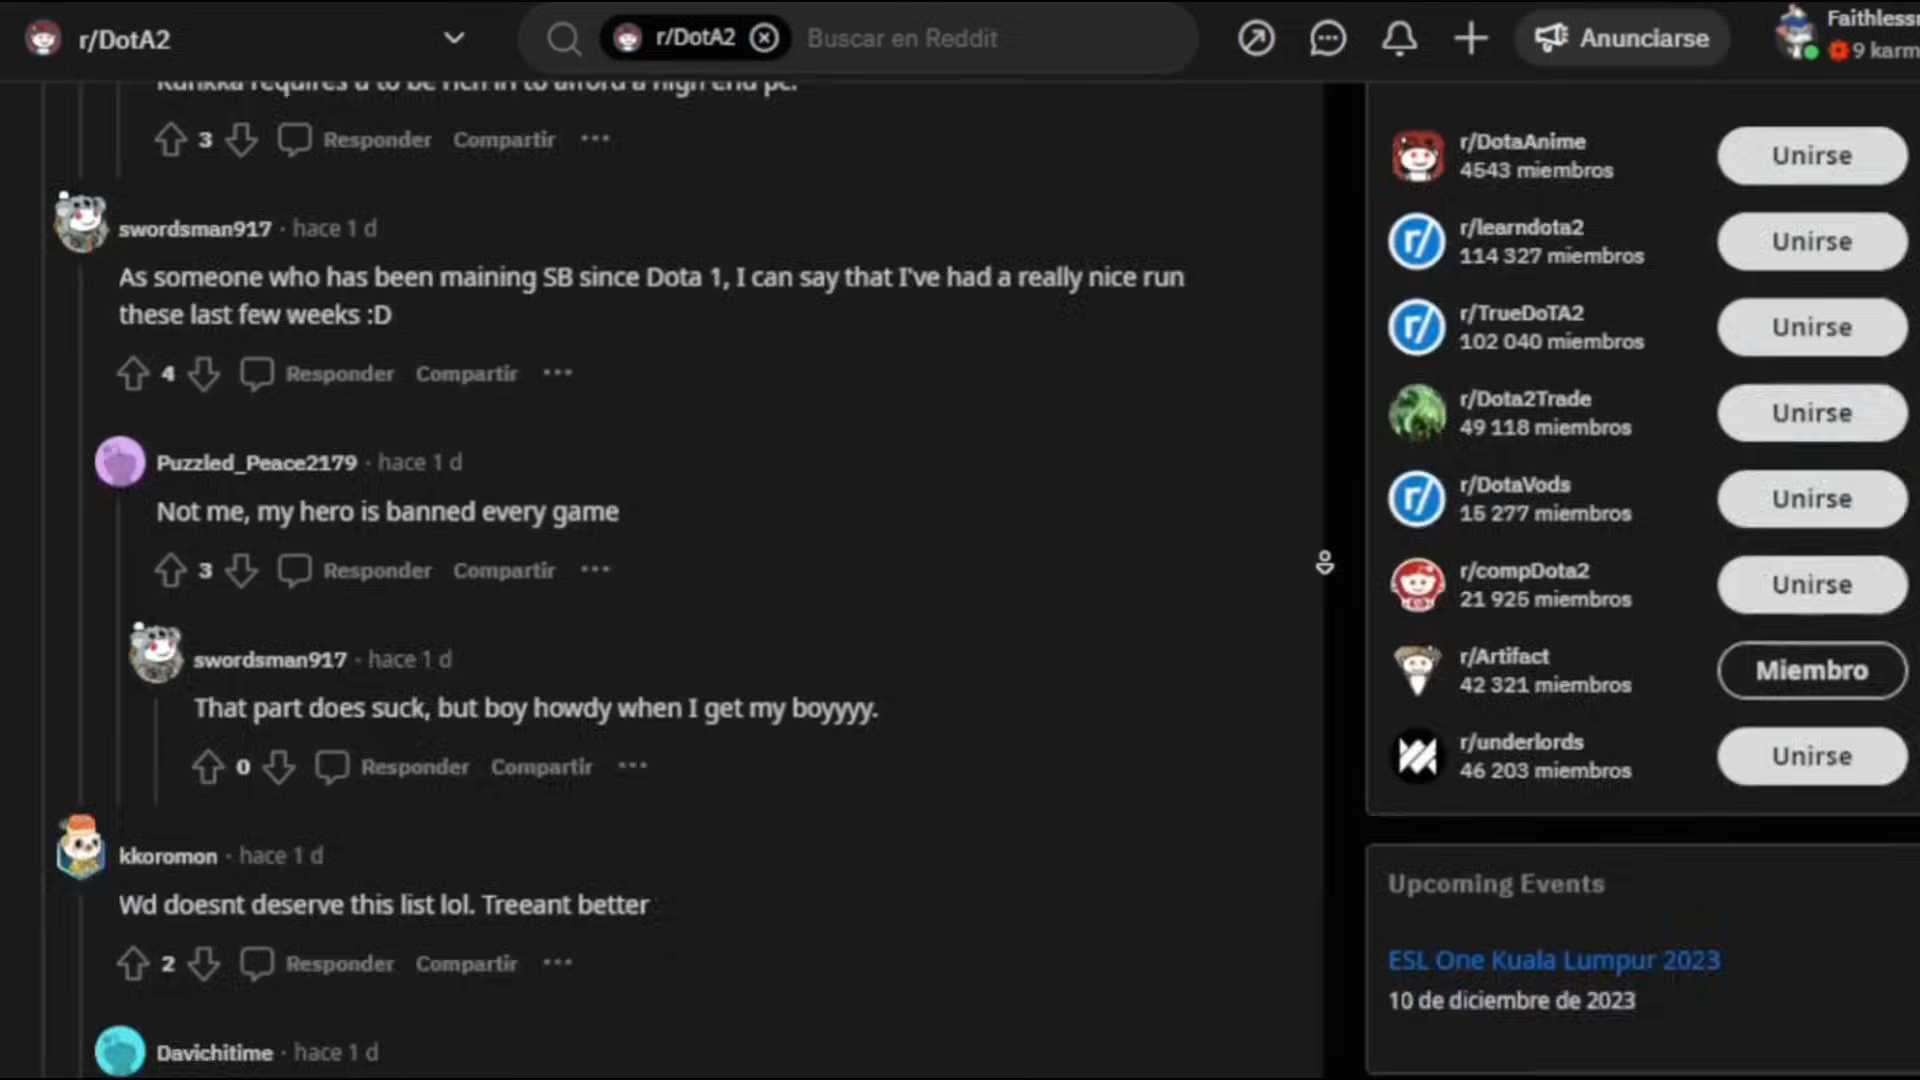 r/DotA2
r/DotA2
Buscar en Reddit
Anunciarse
9 karm
Kunkka requires u to be rich in to afford a high end pc.
3 Responder Compartir
swordsman917 · hace 1 d
As someone who has been maining SB since Dota 1, I can say that I've had a really nice run
these last few weeks :D
4 Responder Compartir
Puzzled_Peace2179 · hace 1 d
Not me, my hero is banned every game
3 Responder Compartir
swordsman917 · hace 1 d
That part does suck, but boy howdy when I get my boyyyy.
0 Responder Compartir
kkoromon · hace 1 d
Wd doesnt deserve this list lol. Treeant better
2 Responder Compartir
Davichitime · hace 1 d
r/DotaAnime
4543 miembros
Unirse
r/learndota2
114 327 miembros
Unirse
r/TrueDoTA2
102 040 miembros
Unirse
r/Dota2Trade
49 118 miembros
Unirse
r/DotaVods
15 277 miembros
Unirse
r/compDota2
21 925 miembros
Unirse
r/Artifact
42 321 miembros
Miembro
r/underlords
46 203 miembros
Unirse
Upcoming Events
ESL One Kuala Lumpur 2023
10 de diciembre de 2023